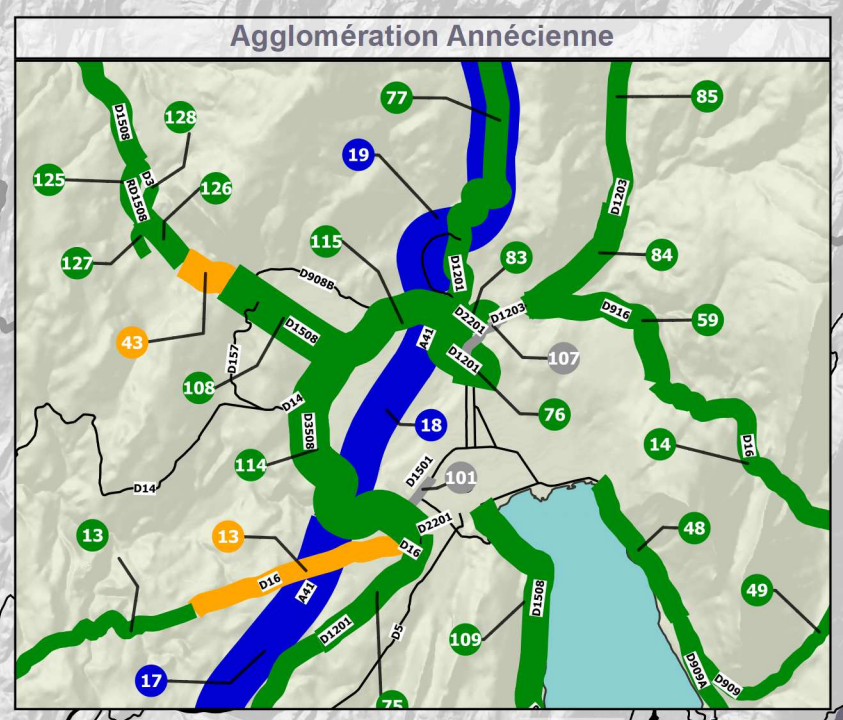 Agglomération Annécienne
77
85
D1508
128
19
125
D3
RD1508
126
D1203
115
127
83
84
D908B
D1201
43
D2201
D1203
D916
59
D1508
A41
107
D157
D1201
108
D14
76
D3508
18
14
D16
114
D1501
101
D14
D2201
13
13
48
D16
D16
A41
49
D1508
D1201
D5
109
17
D909A
D909
75